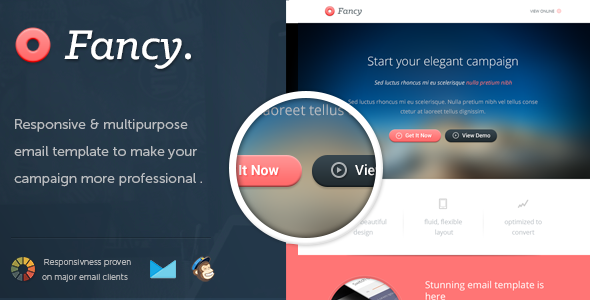 Fancy.
Responsive & multipurpose
email template to make your
campaign more professional .
Responsivness proven
on major email clients
Fancy
VIEW ONLINE
Start your elegant campaign
Sed luctus rhoncus mi eu scelerisque nulla pretium nibh
Sed luctus rhoncus mi eu scelerisque. Nulla pretium nibh vel tellus conse
ctetur at laoreet tellus dignissim.
Get It Now
View Demo
laoreet tellus
It Now
Vie
beautiful
design
fluid, flexible
layout
optimized to
convert
Stunning email template is
here